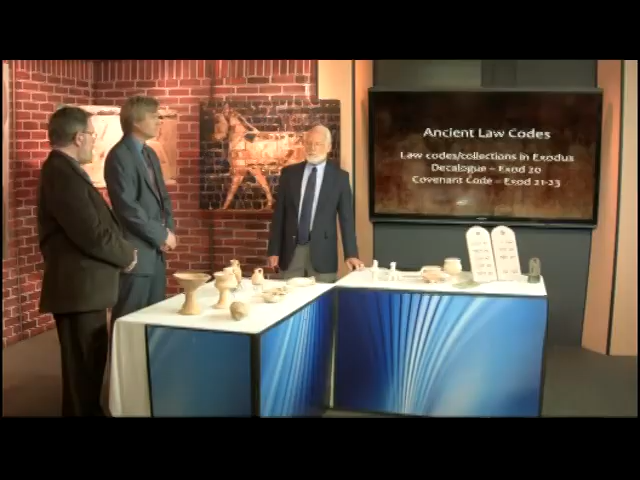 Ancient Law Codes
Law codes/collections in Exodus
Decalogue – Exod 20
Covenant Code – Exod 21-23